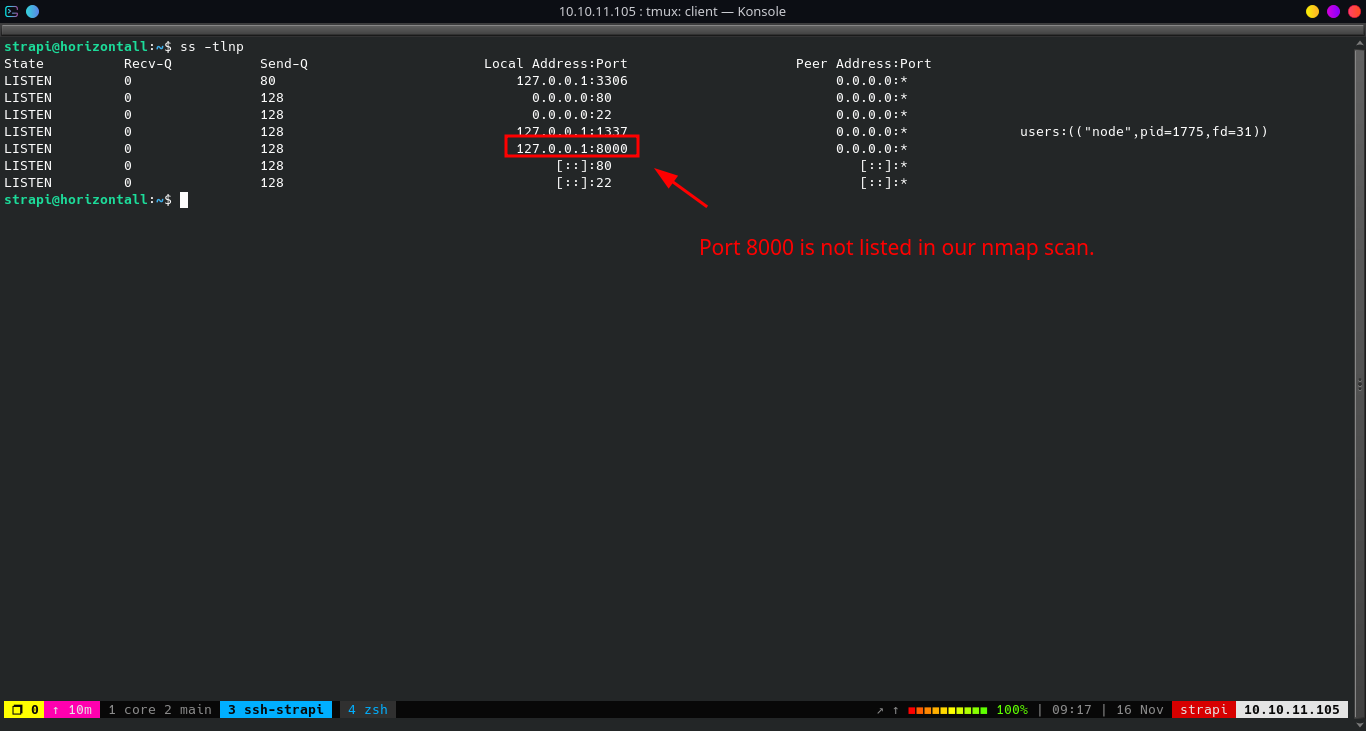 10.10.11.105 : tmux: client — Konsole
strapi@horizontall:~$ ss -tlnp
State Recv-Q Send-Q Local Address:Port Peer Address:Port
LISTEN 0 80 127.0.0.1:3306 0.0.0.0:*
LISTEN 0 128 0.0.0.0:80 0.0.0.0:*
LISTEN 0 128 0.0.0.0:22 0.0.0.0:*
LISTEN 0 128 127.0.0.1:1337 0.0.0.0:* users:(("node",pid=1775,fd=31))
LISTEN 0 128 127.0.0.1:8000 0.0.0.0:*
LISTEN 0 128 [::]:80 [::]:*
LISTEN 0 128 [::]:22 [::]:*
strapi@horizontall:~$
Port 8000 is not listed in our nmap scan.
0 ↑ 10m 1 core 2 main 3 ssh-strapi 4 zsh ↗ ↑ 100% | 09:17 | 16 Nov strapi 10.10.11.105